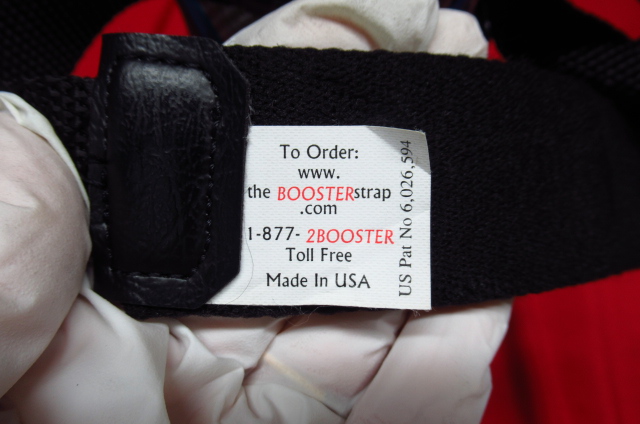 To Order:
www.
the BOOSTERstrap
.com
1-877- 2BOOSTER
Toll Free
Made In USA
US Pat No 6,026,594